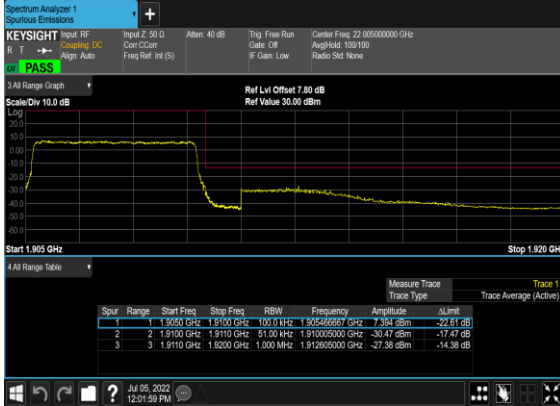 Spectrum Analyzer 1
Spurious Emissions
+
KEYSIGHT Input: RF Input Z: 50 Ω Atten: 40 dB Trig: Free Run Center Freq: 22.005000000 GHz
R T Coupling: DC Corr CCorr Gate: Off Avg|Hold: 100/100
Align: Auto Freq Ref: Int (S) IF Gain: Low Radio Std: None
LXI PASS
3 All Range Graph
Ref Lvl Offset 7.80 dB
Scale/Div 10.0 dB Ref Value 30.00 dBm
Log
20.0
10.0
0.00
-10.0
-20.0
-30.0
-40.0
-50.0
-60.0
Start 1.905 GHz Stop 1.920 GH
4 All Range Table
Measure Trace Trace 1
Trace Type Trace Average (Active)
Spur Range Start Freq Stop Freq RBW Frequency Amplitude ΔLimit
1 1 1.9050 GHz 1.9100 GHz 100.0 kHz 1.905466667 GHz 7.394 dBm -22.61 dB
2 2 1.9100 GHz 1.9110 GHz 51.00 kHz 1.910005000 GHz -30.47 dBm -17.47 dB
3 3 1.9110 GHz 1.9200 GHz 1.000 MHz 1.912605000 GHz -27.38 dBm -14.38 dB
? Jul 05, 2022
12:01:59 PM